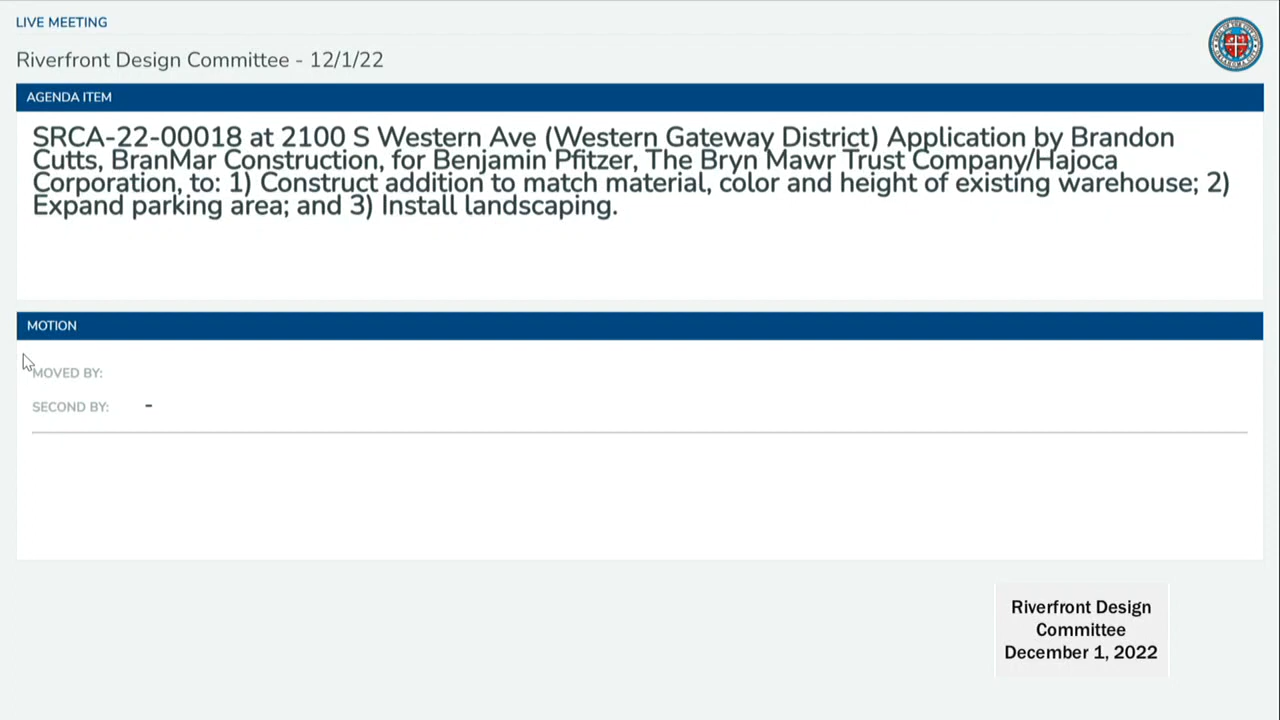 LIVE MEETING
Riverfront Design Committee - 12/1/22
AGENDA ITEM
SRCA-22-00018 at 2100 S Western Ave (Western Gateway District) Application by Brandon
Cutts, BranMar Construction, for Benjamin Pfitzer, The Bryn Mawr Trust Company/Hajoca
Corporation, to: 1) Construct addition to match material, color and height of existing warehouse; 2)
Expand parking area; and 3) Install landscaping.
MOTION
MOVED BY:
SECOND BY: -
Riverfront Design
Committee
December 1, 2022